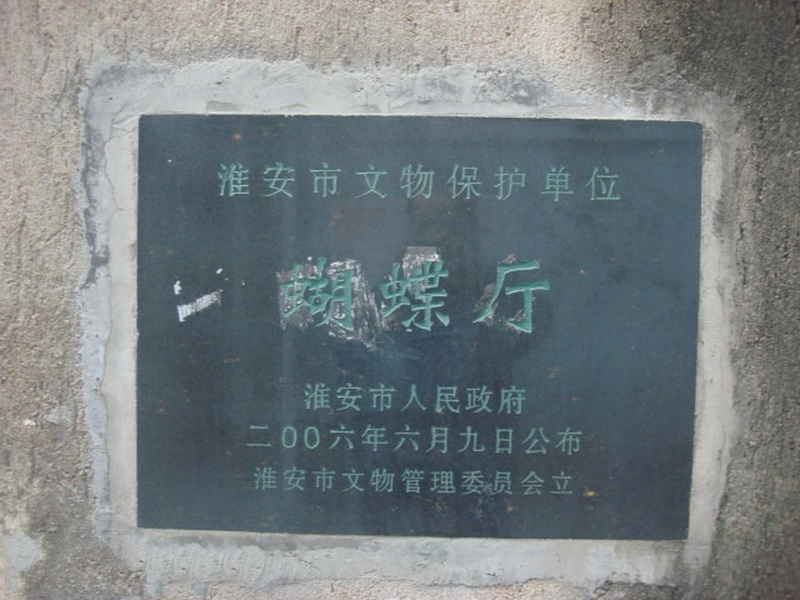 淮安市文物保护单位
蝴蝶厅
淮安市人民政府
二00六年六月九日公布
淮安市文物管理委员会立